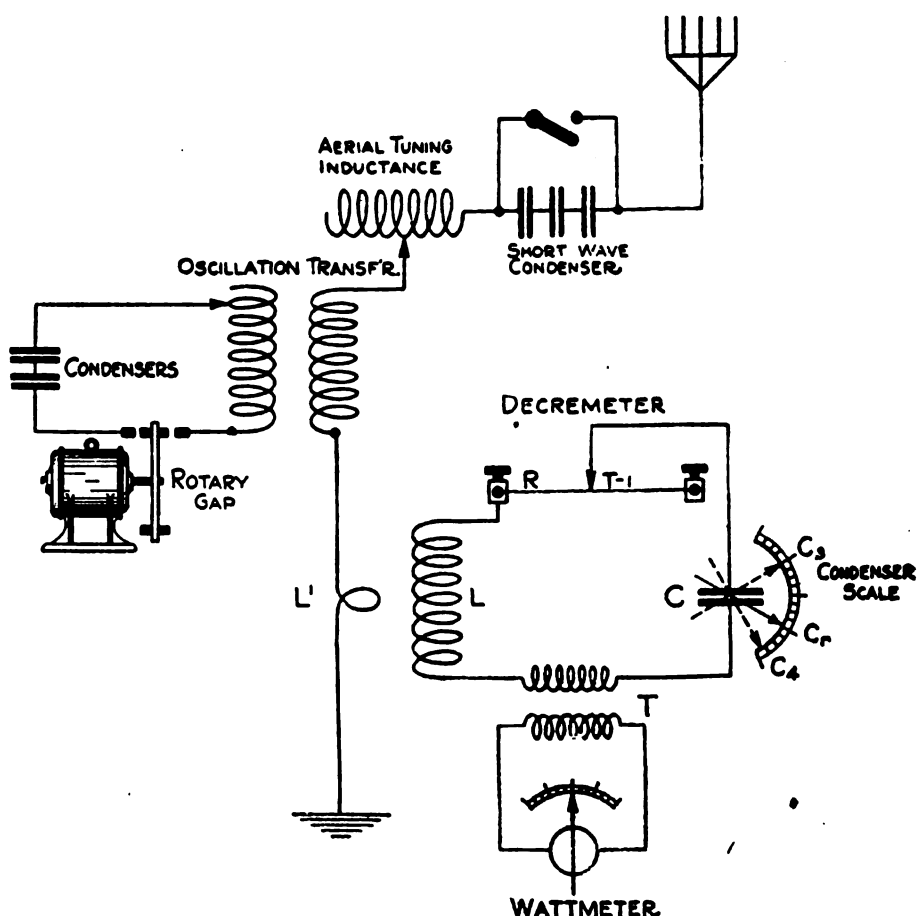 AERIAL TUNING
INDUCTANCE
SHORT WAVE
CONDENSER
OSCILLATION TRANSF'R.
CONDENSERS
ROTARY
GAP
DECREMETER
R
T-1
L'
L
C
C3
CONDENSER
SCALE
Cr
C4
T
WATTMETER